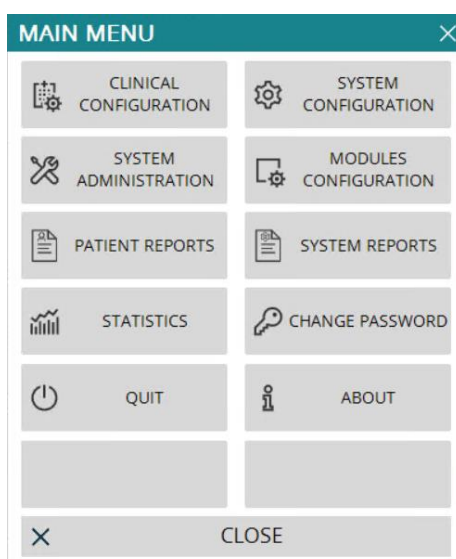 MAIN MENU
CLINICAL
CONFIGURATION
SYSTEM
CONFIGURATION
SYSTEM
ADMINISTRATION
MODULES
CONFIGURATION
PATIENT REPORTS
SYSTEM REPORTS
STATISTICS
CHANGE PASSWORD
QUIT
ABOUT
CLOSE